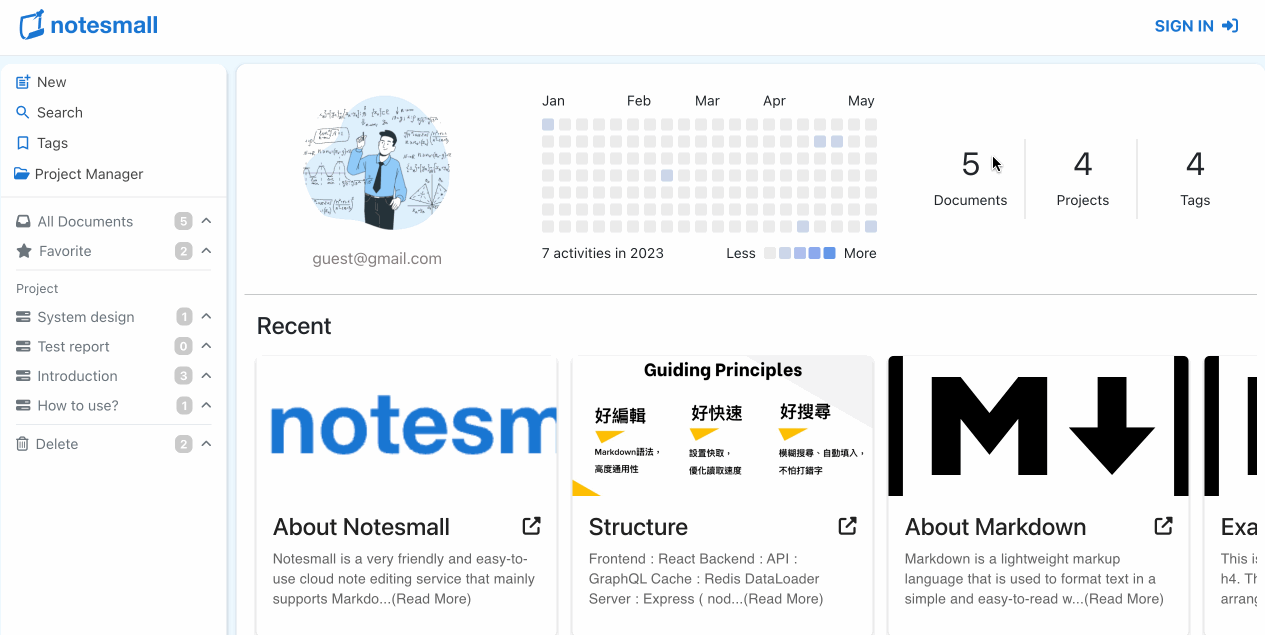 notesmall
SIGN IN
New
Search
Tags
Project Manager
All Documents 5
Favorite 2
Project
System design 1
Test report 0
Introduction 3
How to use? 1
Delete 2
guest@gmail.com
Jan Feb Mar Apr May
7 activities in 2023 Less More
5 4 4
Documents Projects Tags
Recent
notesm
About Notesmall
Notesmall is a very friendly and easy-to-
use cloud note editing service that mainly
supports Markdo...(Read More)
Guiding Principles
好編輯 好快速 好搜尋
Markdown語法，
高度通用性
設置快取，
優化讀取速度
模糊搜尋、自動填入，
不怕打錯字
Structure
Frontend : React Backend : API :
GraphQL Cache : Redis DataLoader
Server : Express ( nod...(Read More)
M
About Markdown
Markdown is a lightweight markup
language that is used to format text in a
simple and easy-to-read w...(Read More)
Exa
This is
h4. Th
arrang